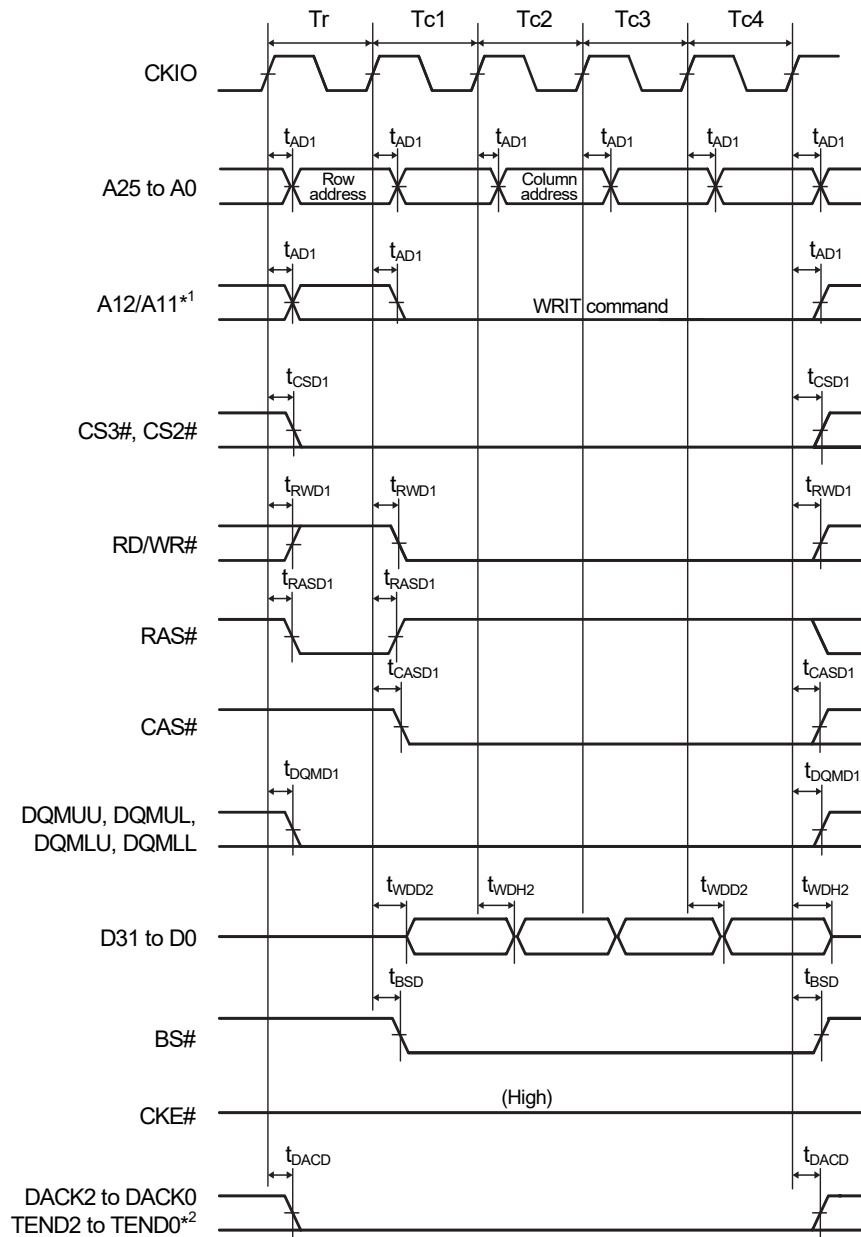 Tr Tc1 Tc2 Tc3 Tc4
CKIO
tAD1 tAD1 tAD1 tAD1 tAD1 tAD1
A25 to A0
Row
address
Column
address
tAD1 tAD1 tAD1
A12/A11*1
WRIT command
tCSD1 tCSD1
CS3#, CS2#
tRWD1 tRWD1 tRWD1
RD/WR#
tRASD1 tRASD1
RAS#
tCASD1 tCASD1
CAS#
tDQMD1 tDQMD1
DQMUU, DQMUL,
DQMLU, DQMLL
tWDD2 tWDH2 tWDD2 tWDH2
D31 to D0
tBSD tBSD
BS#
(High)
CKE#
tDACD tDACD
DACK2 to DACK0
TEND2 to TEND0*2